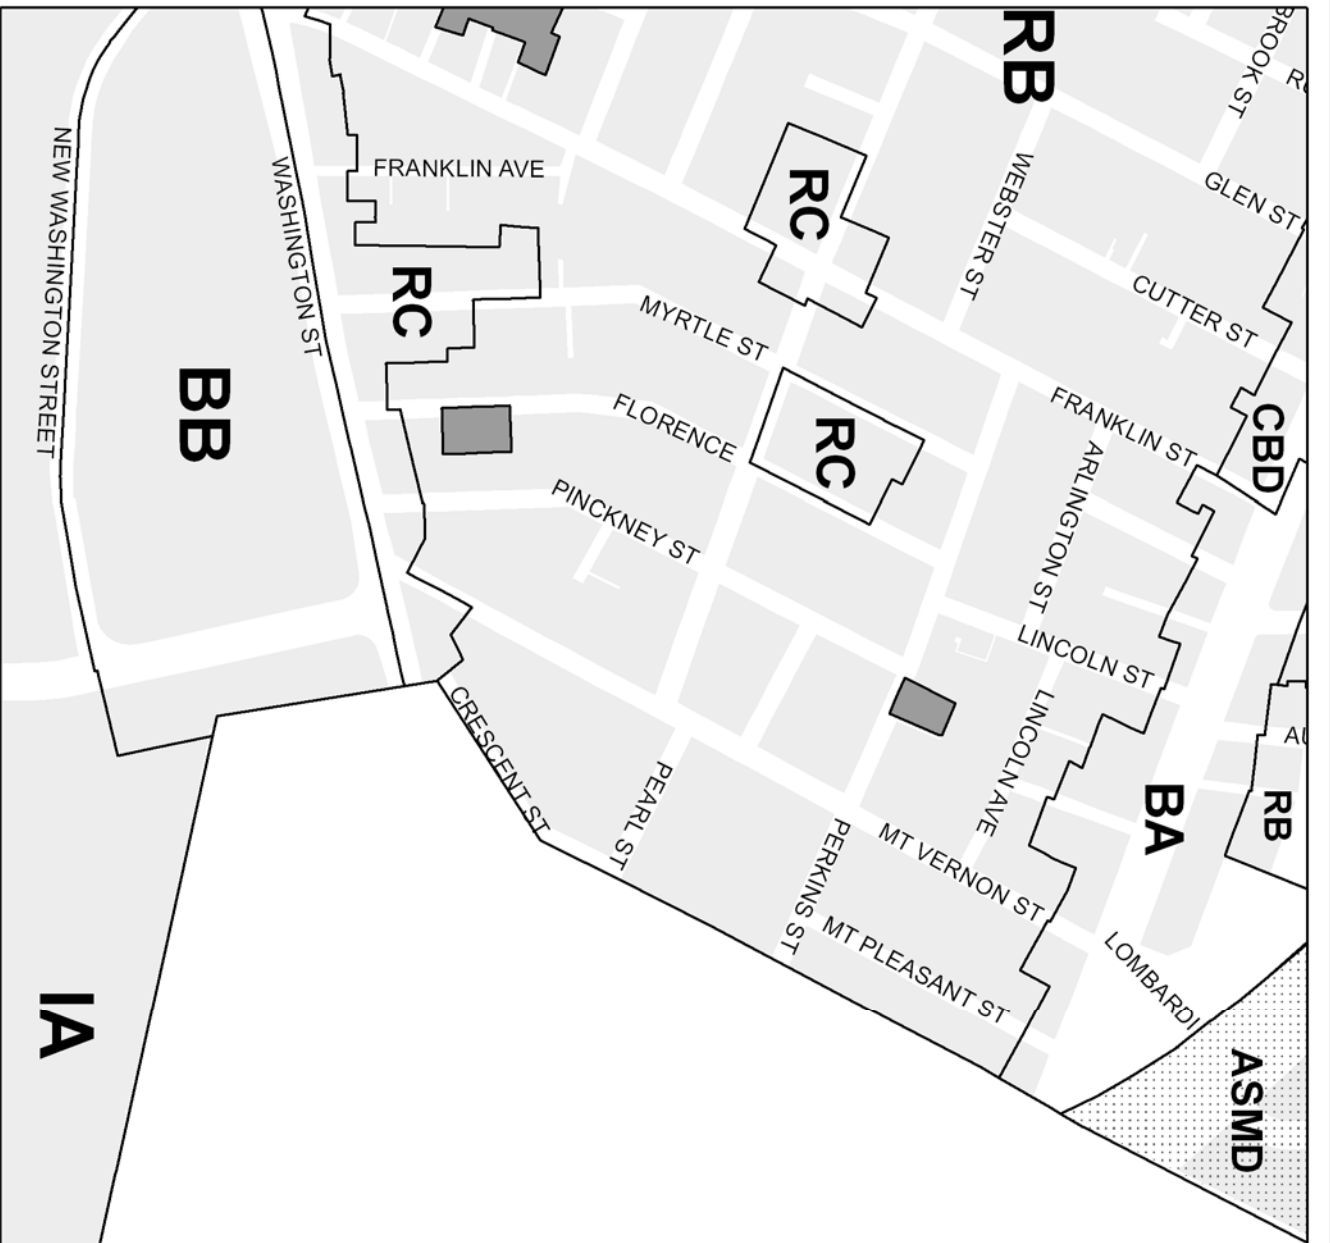 RB
BROOK ST
NEW WASHINGTON STREET
WASHINGTON ST
FRANKLIN AVE
RC
WEBSTER ST
GLEN ST
RC
MYRTLE ST
CUTTER ST
BB
FLORENCE
RC
FRANKLIN ST
CBD
PINCKNEY ST
ARLINGTON ST
LINCOLN ST
CRESCENT ST
LINCOLN AVE
PEARL ST
BA
RB
PERKINS ST
MT VERNON ST
MT PLEASANT ST
LOMBARDI
IA
ASMD